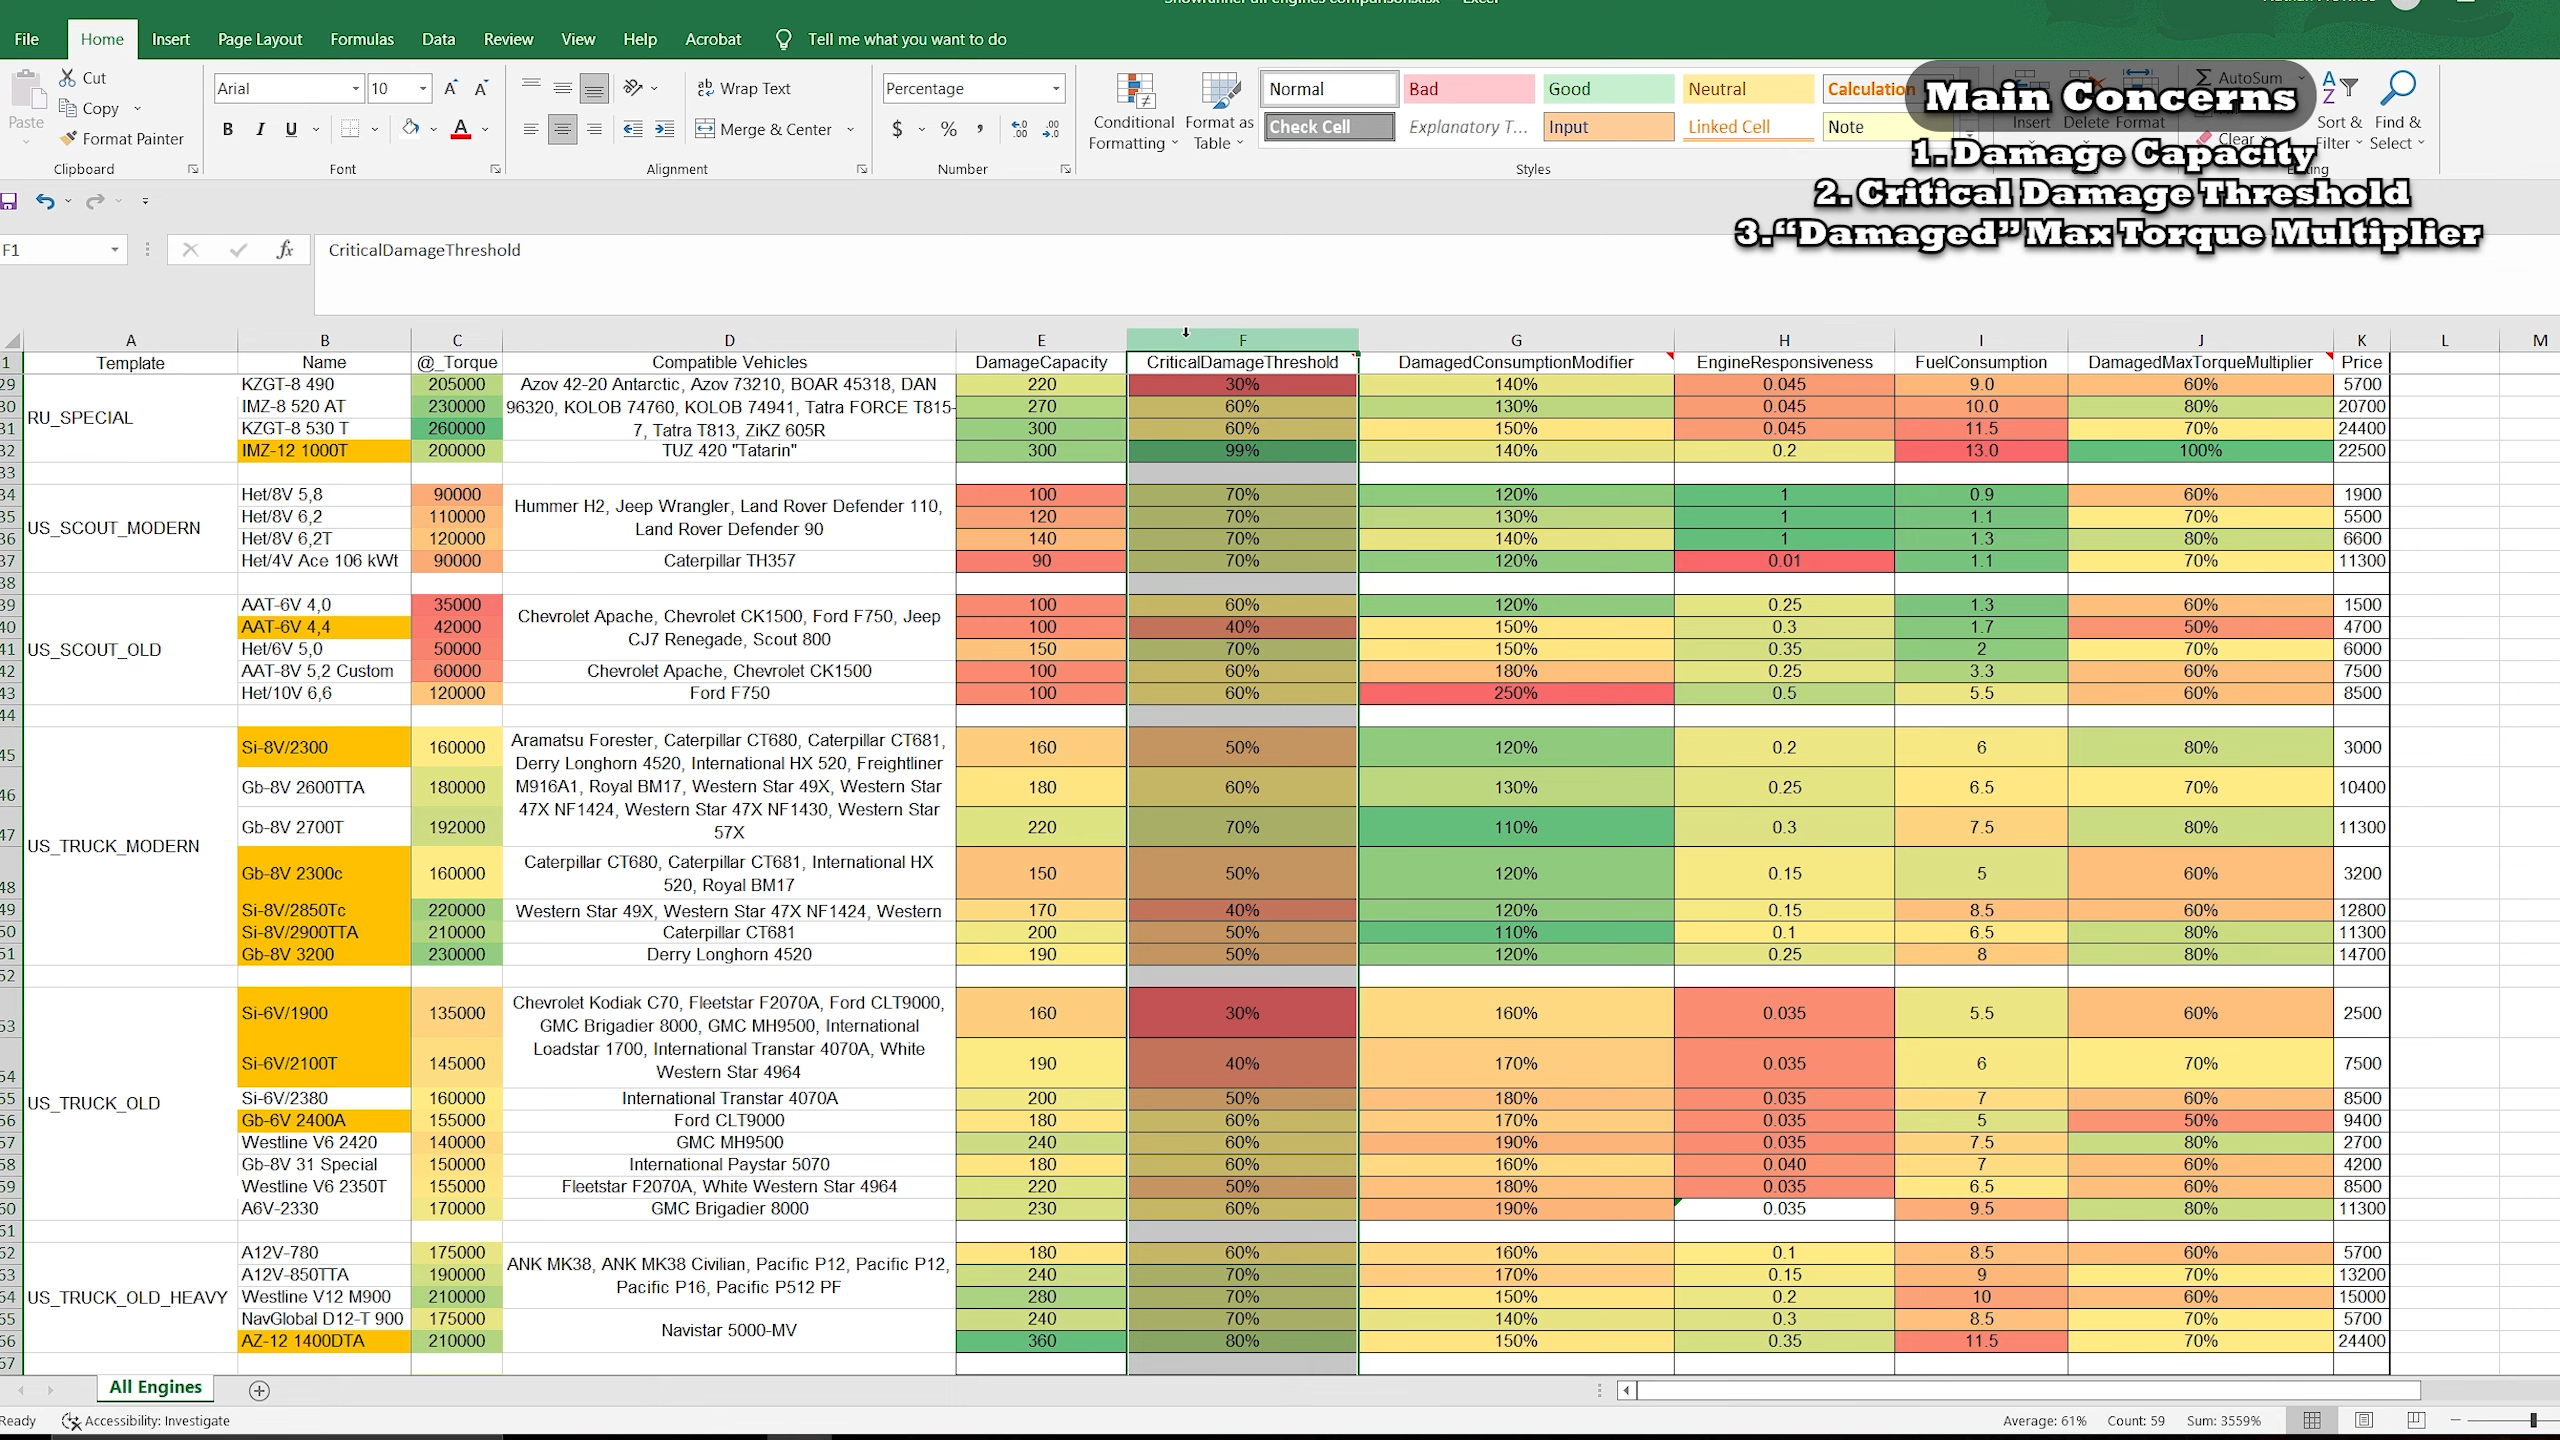 File Home Insert Page Layout Formulas Data Review View Help Acrobat Tell me what you want to do
Cut
Copy
Format Painter
Paste
Clipboard
Arial 10
B I U A
Font
Wrap Text
Merge & Center
Alignment
Percentage
$ % ,
Number
Conditional Formatting
Format as Table
Normal Bad Good Neutral Calculation
Check Cell Explanatory T... Input Linked Cell Note
Styles
Insert Delete Format
AutoSum
Clear
Sort & Filter
Find & Select
Main Concerns
1. Damage Capacity
2. Critical Damage Threshold
3. “Damaged” Max Torque Multiplier
F1 fx CriticalDamageThreshold
A B C D E F G H I J K L M
1 Template Name @_Torque Compatible Vehicles DamageCapacity CriticalDamageThreshold DamagedConsumptionModifier EngineResponsiveness FuelConsumption DamagedMaxTorqueMultiplier Price
RU_SPECIAL
KZGT-8 490 205000 Azov 42-20 Antarctic, Azov 73210, BOAR 45318, DAN 220 30% 140% 0.045 9.0 60% 5700
IMZ-8 520 AT 230000 96320, KOLOB 74760, KOLOB 74941, Tatra FORCE T815- 270 60% 130% 0.045 10.0 80% 20700
KZGT-8 530 T 260000 7, Tatra T813, ZiKZ 605R 300 60% 150% 0.045 11.5 70% 24400
IMZ-12 1000T 200000 TUZ 420 "Tatarin" 300 99% 140% 0.2 13.0 100% 22500
US_SCOUT_MODERN
Het/8V 5,8 90000 Hummer H2, Jeep Wrangler, Land Rover Defender 110, 100 70% 120% 1 0.9 60% 1900
Het/8V 6,2 110000 Land Rover Defender 90 120 70% 130% 1 1.1 70% 5500
Het/8V 6,2T 120000 140 70% 140% 1 1.3 80% 6600
Het/4V Ace 106 kWt 90000 Caterpillar TH357 90 70% 120% 0.01 1.1 70% 11300
US_SCOUT_OLD
AAT-6V 4,0 35000 Chevrolet Apache, Chevrolet CK1500, Ford F750, Jeep 100 60% 120% 0.25 1.3 60% 1500
AAT-6V 4,4 42000 CJ7 Renegade, Scout 800 100 40% 150% 0.3 1.7 50% 4700
Het/6V 5,0 50000 150 70% 150% 0.35 2 70% 6000
AAT-8V 5,2 Custom 60000 Chevrolet Apache, Chevrolet CK1500 100 60% 180% 0.25 3.3 60% 7500
Het/10V 6,6 120000 Ford F750 100 60% 250% 0.5 5.5 60% 8500
US_TRUCK_MODERN
Aramatsu Forester, Caterpillar CT680, Caterpillar CT681,
Si-8V/2300 160000 Derry Longhorn 4520, International HX 520, Freightliner 160 50% 120% 0.2 6 80% 3000
Gb-8V 2600TTA 180000 M916A1, Royal BM17, Western Star 49X, Western Star 180 60% 130% 0.25 6.5 70% 10400
47X NF1424, Western Star 47X NF1430, Western Star
Gb-8V 2700T 192000 57X 220 70% 110% 0.3 7.5 80% 11300
Caterpillar CT680, Caterpillar CT681, International HX
Gb-8V 2300c 160000 520, Royal BM17 150 50% 120% 0.15 5 60% 3200
Si-8V/2850Tc 220000 Western Star 49X, Western Star 47X NF1424, Western 170 40% 120% 0.15 8.5 60% 12800
Si-8V/2900TTA 210000 Caterpillar CT681 200 50% 110% 0.1 6.5 80% 11300
Gb-8V 3200 230000 Derry Longhorn 4520 190 50% 120% 0.25 8 80% 14700
US_TRUCK_OLD
Chevrolet Kodiak C70, Fleetstar F2070A, Ford CLT9000,
Si-6V/1900 135000 GMC Brigadier 8000, GMC MH9500, International 160 30% 160% 0.035 5.5 60% 2500
Loadstar 1700, International Transtar 4070A, White
Si-6V/2100T 145000 Western Star 4964 190 40% 170% 0.035 6 70% 7500
Si-6V/2380 160000 International Transtar 4070A 200 50% 180% 0.035 7 60% 8500
Gb-6V 2400A 155000 Ford CLT9000 180 60% 170% 0.035 5 50% 9400
Westline V6 2420 140000 GMC MH9500 240 60% 190% 0.035 7.5 80% 2700
Gb-8V 31 Special 150000 International Paystar 5070 180 60% 160% 0.040 7 60% 4200
Westline V6 2350T 155000 Fleetstar F2070A, White Western Star 4964 220 50% 180% 0.035 6.5 60% 8500
A6V-2330 170000 GMC Brigadier 8000 230 60% 190% 0.035 9.5 80% 11300
US_TRUCK_OLD_HEAVY
A12V-780 175000 ANK MK38, ANK MK38 Civilian, Pacific P12, Pacific P12, 180 60% 160% 0.1 8.5 60% 5700
A12V-850TTA 190000 Pacific P16, Pacific P512 PF 240 70% 170% 0.15 9 70% 13200
Westline V12 M900 210000 280 70% 150% 0.2 10 70% 15000
NavGlobal D12-T 900 175000 Navistar 5000-MV 240 70% 140% 0.3 8.5 70% 5700
AZ-12 1400DTA 210000 360 80% 150% 0.35 11.5 70% 24400
All Engines
Ready Accessibility: Investigate Average: 61% Count: 59 Sum: 3559%